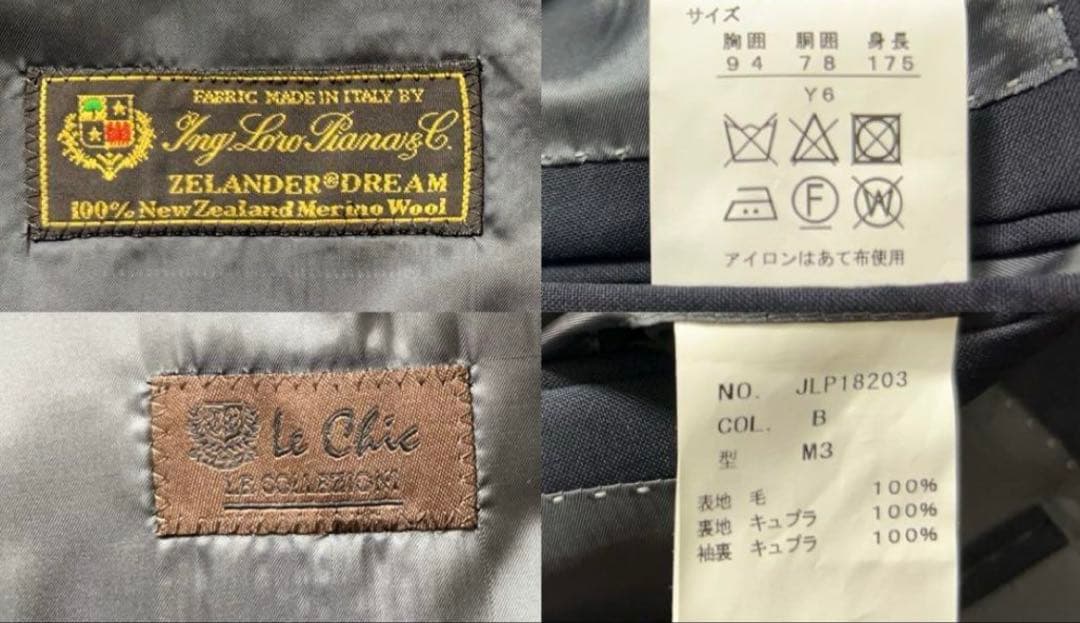 FABRIC MADE IN ITALY BY
Ing. Loro Piana & C.
ZELANDER®DREAM
100% New Zealand Merino Wool
サイズ
胸囲 胴囲 身長
94 78 175
Y6
F
W
アイロンはあて布使用
Le Chic
LE COLLEZIONI
NO. JLP18203
COL. B
型 M3
表地 毛 100%
裏地 キュプラ 100%
袖裏 キュプラ 100%